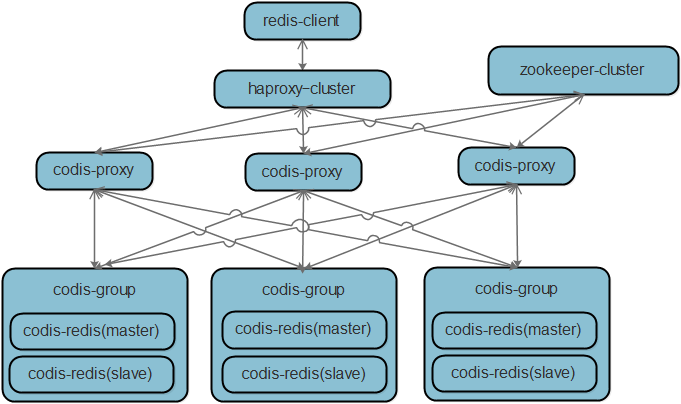 redis-client
haproxy-cluster
zookeeper-cluster
codis-proxy
codis-proxy
codis-proxy
codis-group
codis-redis(master)
codis-redis(slave)
codis-group
codis-redis(master)
codis-redis(slave)
codis-group
codis-redis(master)
codis-redis(slave)